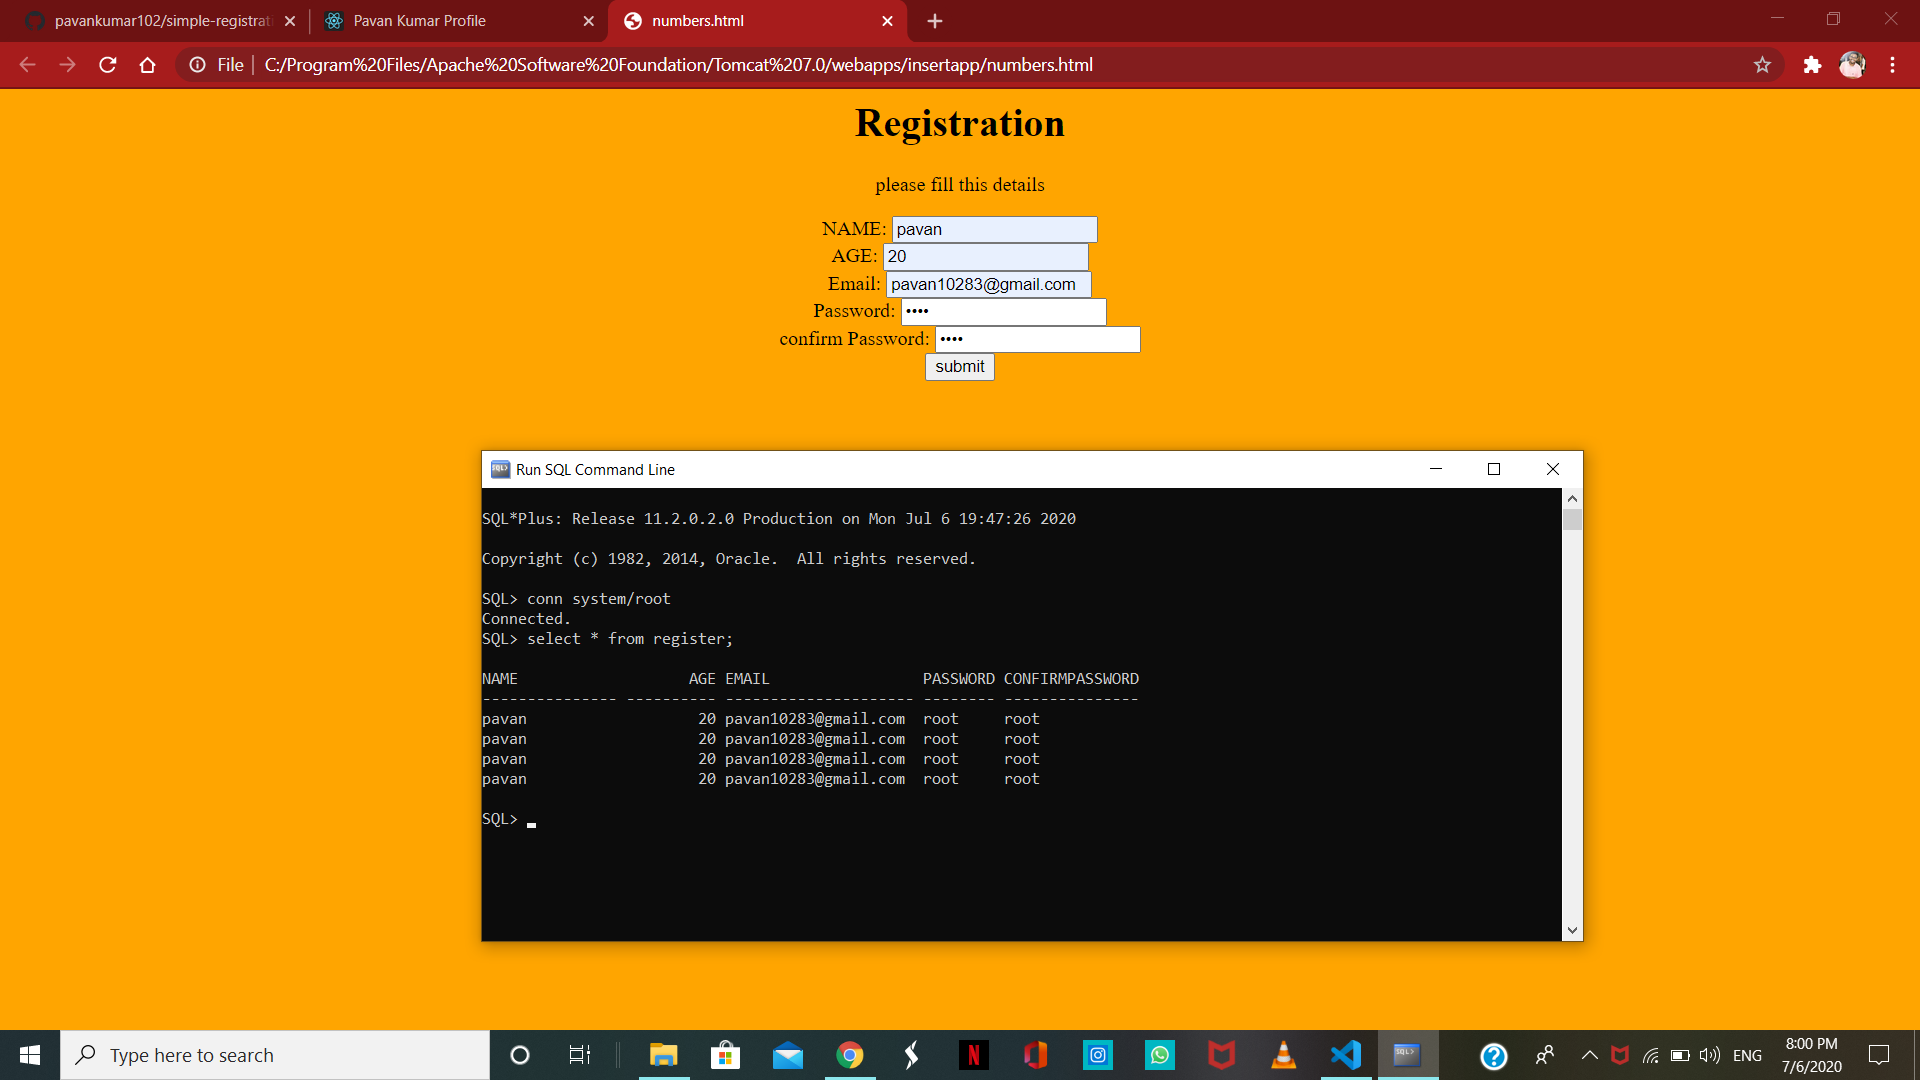 pavankumar102/simple-registrati
Pavan Kumar Profile
numbers.html
File
C:/Program%20Files/Apache%20Software%20Foundation/Tomcat%207.0/webapps/insertapp/numbers.html
Registration
please fill this details
NAME: pavan
AGE: 20
Email: pavan10283@gmail.com
Password: ••••
confirm Password: ••••
submit
Run SQL Command Line
SQL*Plus: Release 11.2.0.2.0 Production on Mon Jul 6 19:47:26 2020
Copyright (c) 1982, 2014, Oracle.  All rights reserved.
SQL> conn system/root
Connected.
SQL> select * from register;
NAME                   AGE EMAIL                 PASSWORD CONFIRMPASSWORD
--------------- ---------- --------------------- -------- ---------------
pavan                   20 pavan10283@gmail.com  root     root
pavan                   20 pavan10283@gmail.com  root     root
pavan                   20 pavan10283@gmail.com  root     root
pavan                   20 pavan10283@gmail.com  root     root
SQL>
Type here to search
ENG
8:00 PM
7/6/2020